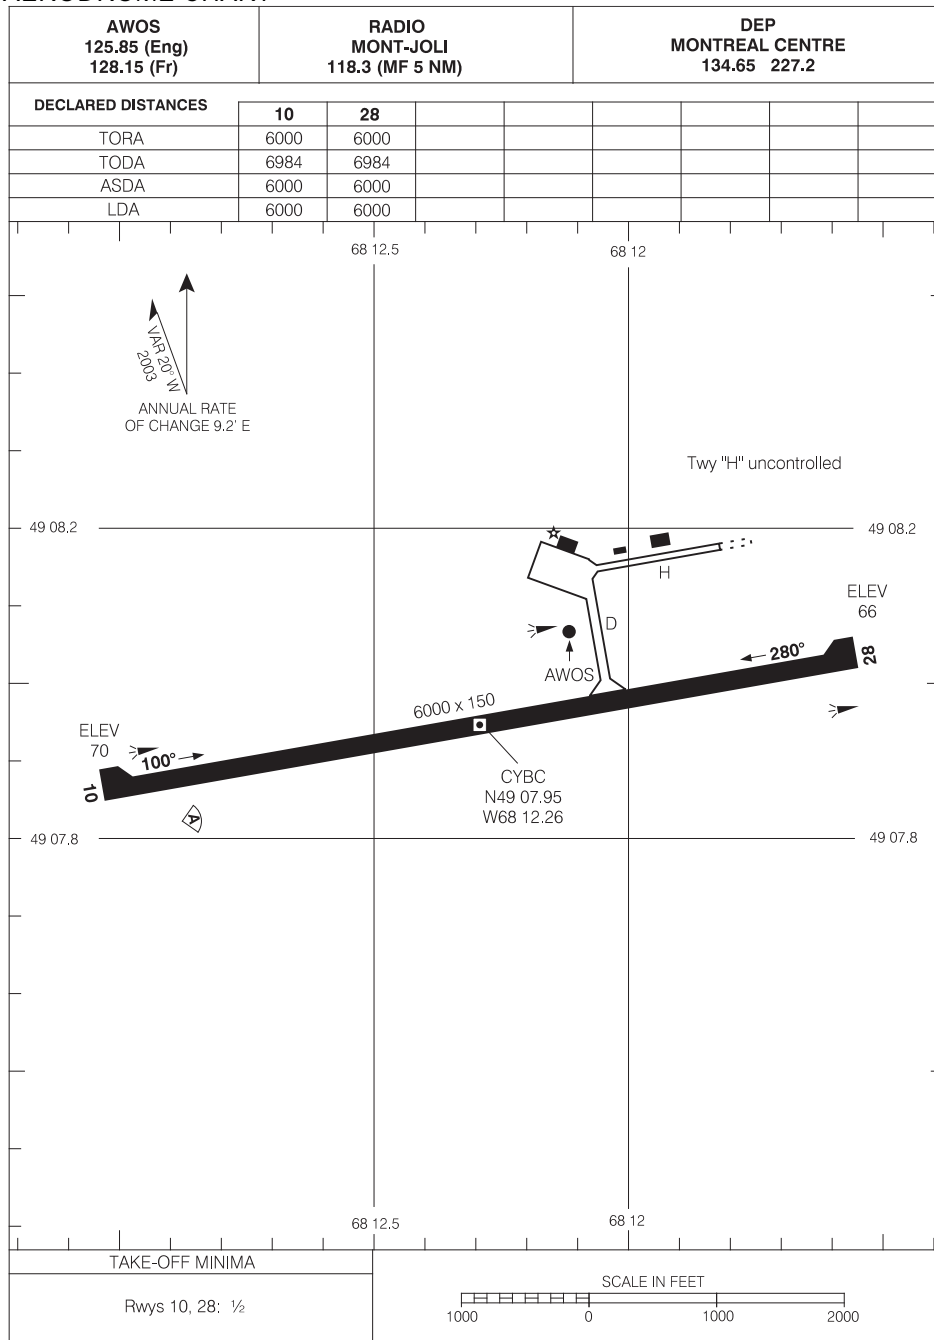 AERODROME CHART
AWOS
125.85 (Eng)
128.15 (Fr)
RADIO
MONT-JOLI
118.3 (MF 5 NM)
DEP
MONTREAL CENTRE
134.65 227.2
DECLARED DISTANCES
10 28
TORA 6000 6000
TODA 6984 6984
ASDA 6000 6000
LDA 6000 6000
68 12.5
68 12
VAR 20° W
2003
ANNUAL RATE
OF CHANGE 9.2' E
Twy "H" uncontrolled
49 08.2
49 08.2
H
ELEV
66
D
AWOS
280°
28
6000 x 150
ELEV
70
100°
10
A
CYBC
N49 07.95
W68 12.26
49 07.8
49 07.8
68 12.5
68 12
TAKE-OFF MINIMA
Rwys 10, 28: ½
SCALE IN FEET
1000 0 1000 2000